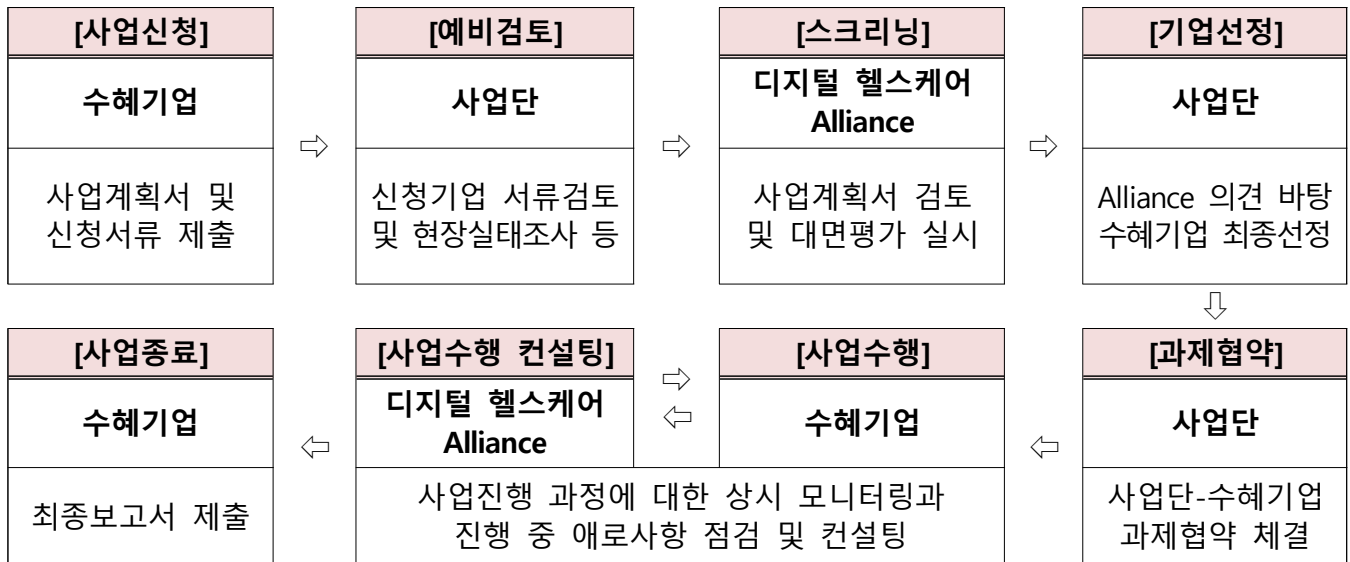 [사업신청]
수혜기업
사업계획서 및
신청서류 제출
⇨
[예비검토]
사업단
신청기업 서류검토
및 현장실태조사 등
⇨
[스크리닝]
디지털 헬스케어
Alliance
사업계획서 검토
및 대면평가 실시
⇨
[기업선정]
사업단
Alliance 의견 바탕
수혜기업 최종선정
⇩
[과제협약]
사업단
사업단-수혜기업
과제협약 체결
⇦
[사업수행]
수혜기업
⇨
⇦
[사업수행 컨설팅]
디지털 헬스케어
Alliance
사업진행 과정에 대한 상시 모니터링과
진행 중 애로사항 점검 및 컨설팅
⇦
[사업종료]
수혜기업
최종보고서 제출